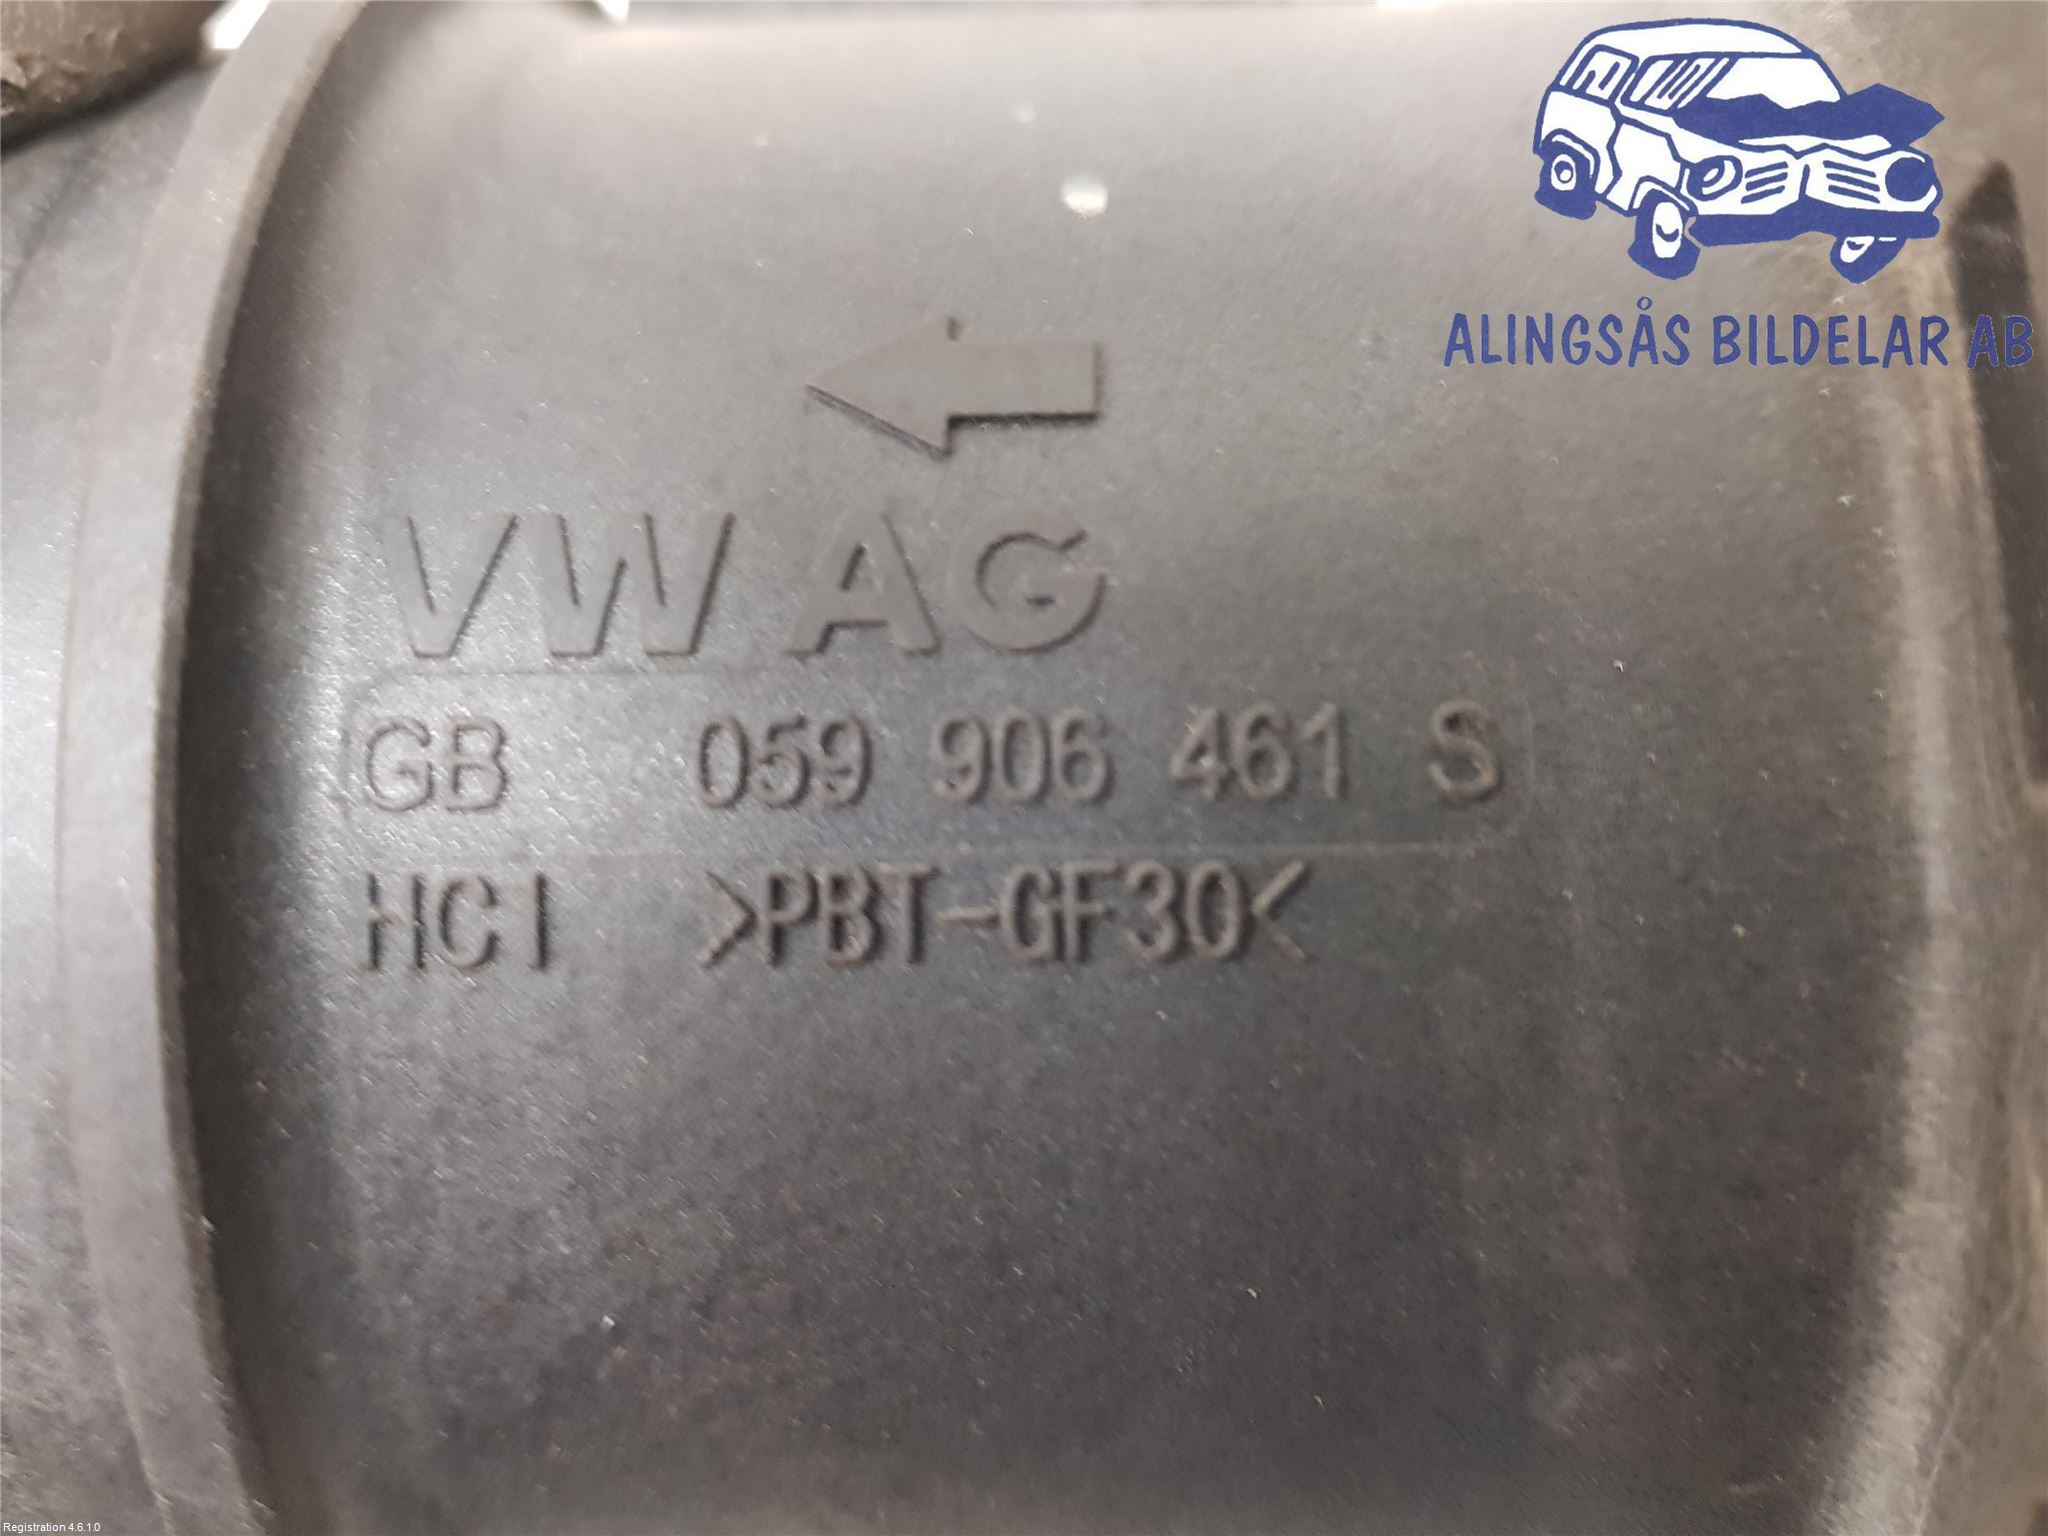 ALINGSÅS BILDELAR AB
VW AG
GB 059 906 461 S
HC1 >PBT-GF30<
Registration 4.6.1.0